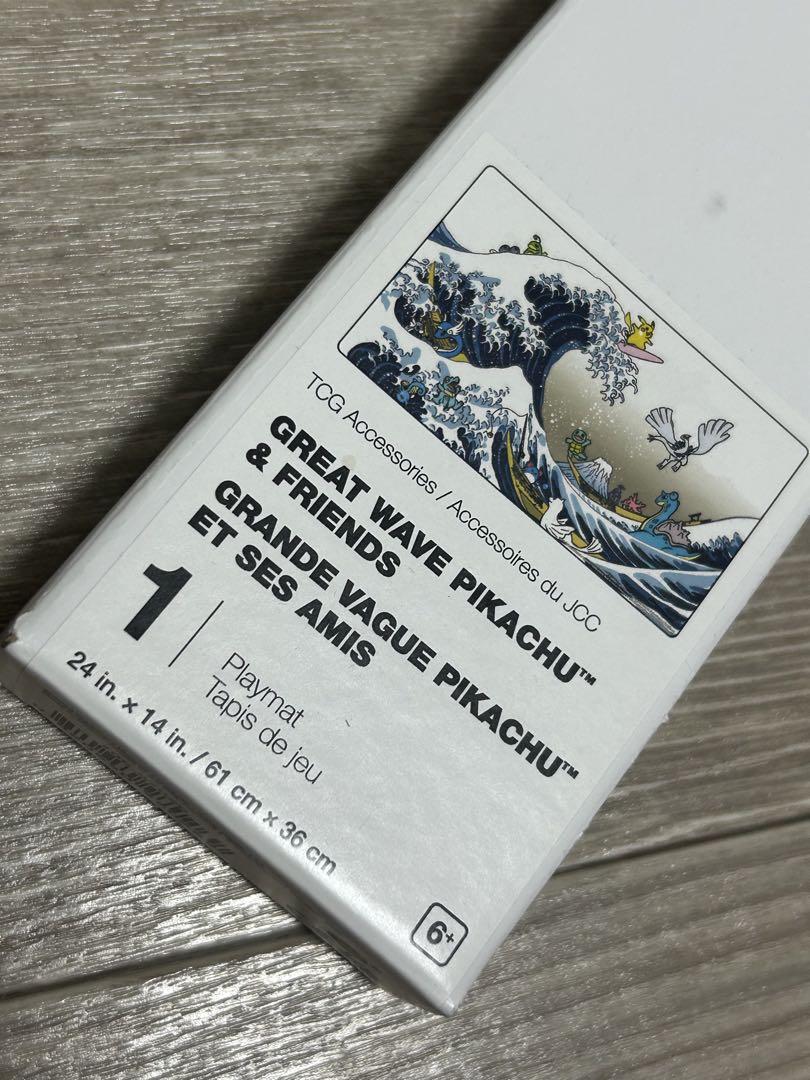 TCG Accessories / Accessoires du JCC
GREAT WAVE PIKACHU™
& FRIENDS
GRANDE VAGUE PIKACHU™
ET SES AMIS
1
Playmat
Tapis de jeu
24 in. x 14 in. / 61 cm x 36 cm
6+